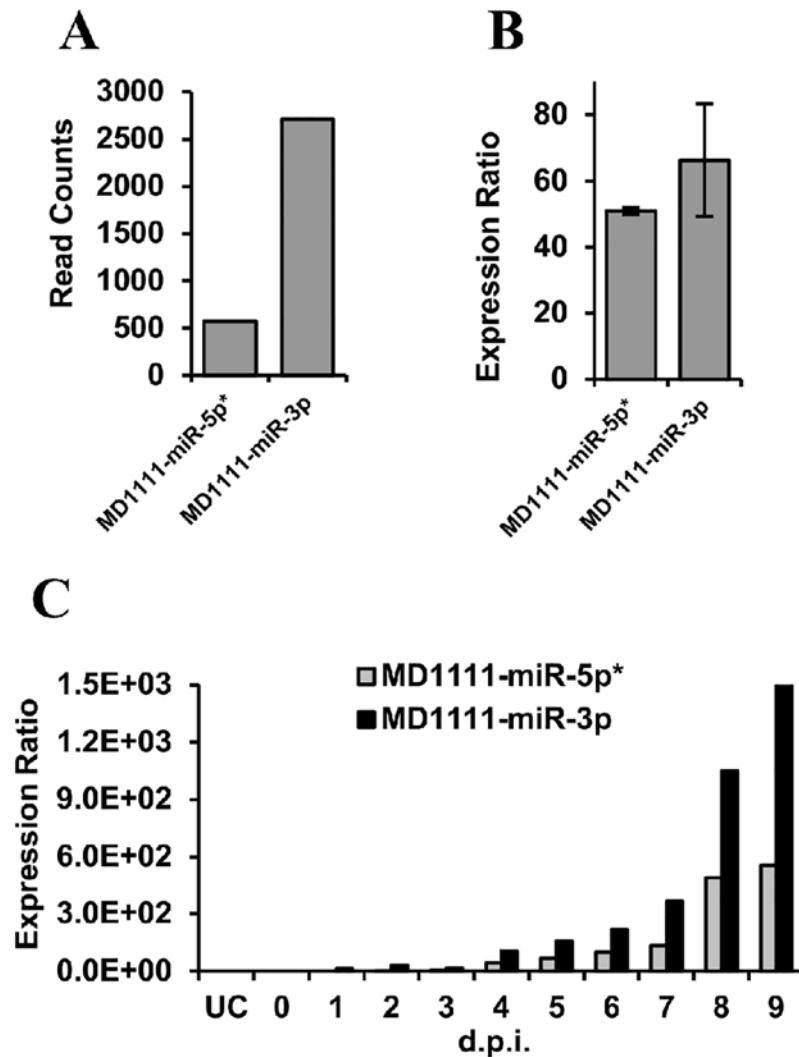 A
Read Counts
3000
2500
2000
1500
1000
500
0
MD1111-miR-5p*
MD1111-miR-3p
B
Expression Ratio
80
60
40
20
0
MD1111-miR-5p*
MD1111-miR-3p
C
Expression Ratio
1.5E+03
1.2E+03
9.0E+02
6.0E+02
3.0E+02
0.0E+00
MD1111-miR-5p*
MD1111-miR-3p
UC 0 1 2 3 4 5 6 7 8 9
d.p.i.